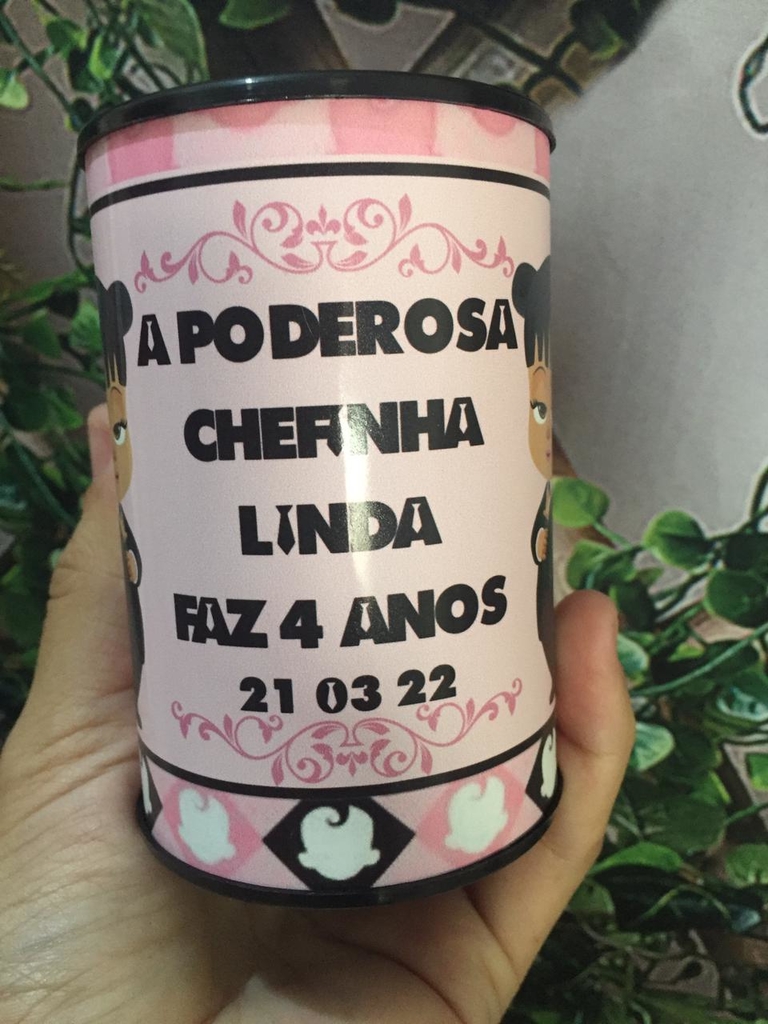 A PODEROSA
CHEFINHA
LINDA
FAZ 4 ANOS
21 03 22